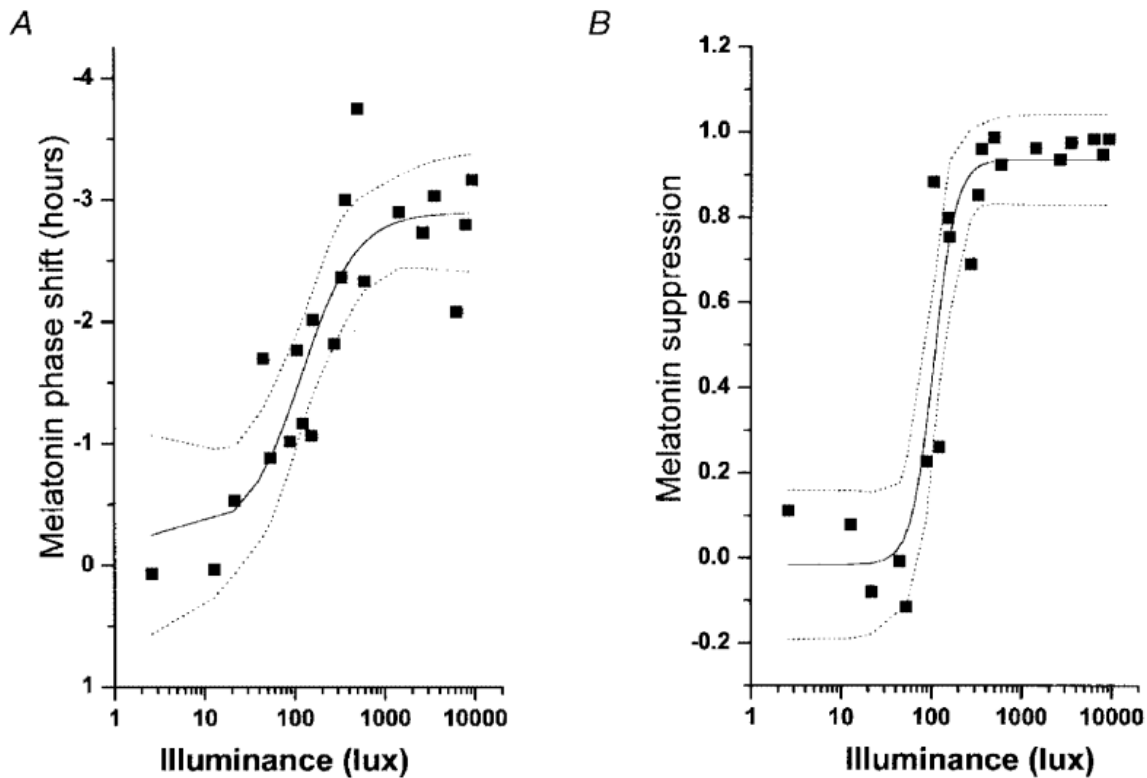 A
Melatonin phase shift (hours)
-4
-3
-2
-1
0
1
1 10 100 1000 10000
Illuminance (lux)
B
Melatonin suppression
1.2
1.0
0.8
0.6
0.4
0.2
0.0
-0.2
1 10 100 1000 10000
Illuminance (lux)